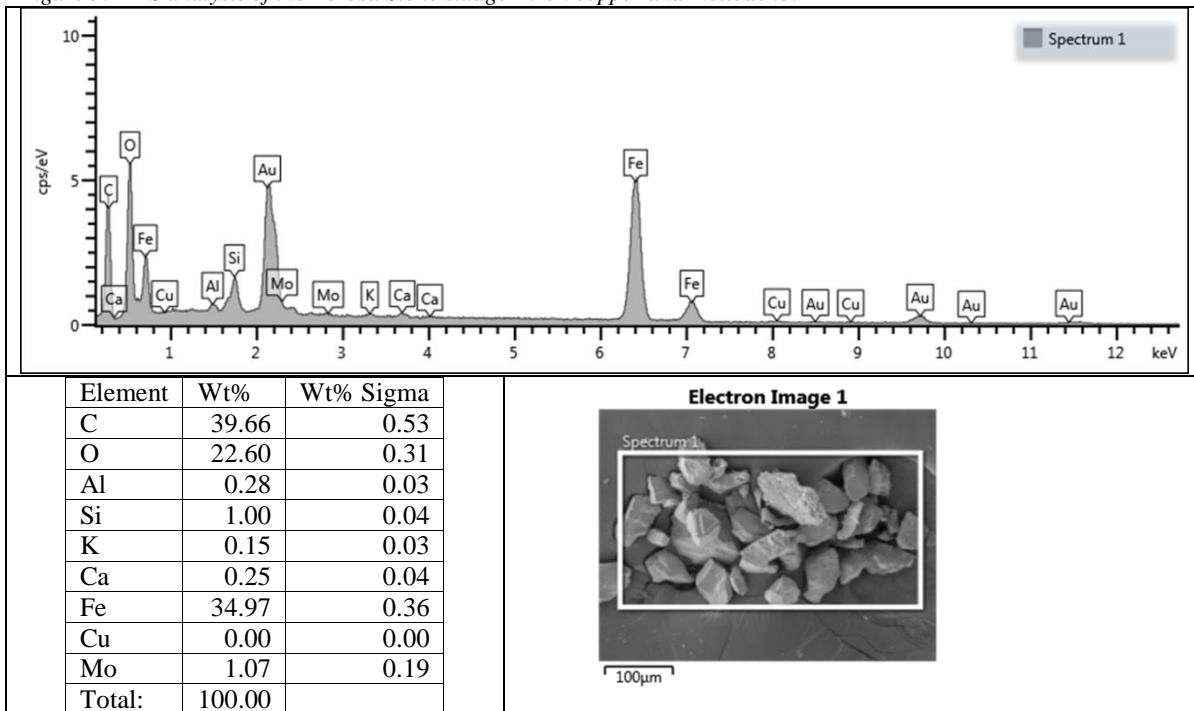 10
Spectrum 1
cps/eV
O
C
Fe
Au
Fe
5
Si
Ca
Cu
Al
Mo
Mo
K
Ca
Ca
Fe
Cu
Au
Cu
Au
Au
Au
0
1 2 3 4 5 6 7 8 9 10 11 12 keV
Element Wt% Wt% Sigma
C 39.66 0.53
O 22.60 0.31
Al 0.28 0.03
Si 1.00 0.04
K 0.15 0.03
Ca 0.25 0.04
Fe 34.97 0.36
Cu 0.00 0.00
Mo 1.07 0.19
Total: 100.00
Electron Image 1
Spectrum 1
100µm